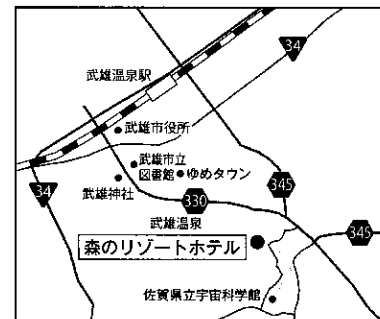 34
武雄温泉駅
武雄市役所
武雄市立
図書館
ゆめタウン
34
武雄神社
330
345
武雄温泉
森のリゾートホテル
345
佐賀県立宇宙科学館